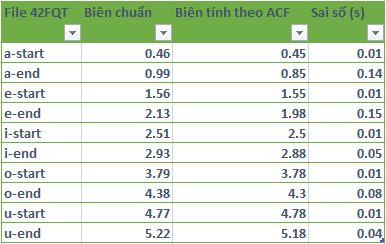 File 42FQT Biên chuẩn Biên tính theo ACF Sai số (s)
a-start 0.46 0.45 0.01
a-end 0.99 0.85 0.14
e-start 1.56 1.55 0.01
e-end 2.13 1.98 0.15
i-start 2.51 2.5 0.01
i-end 2.93 2.88 0.05
o-start 3.79 3.78 0.01
o-end 4.38 4.3 0.08
u-start 4.77 4.78 0.01
u-end 5.22 5.18 0.04